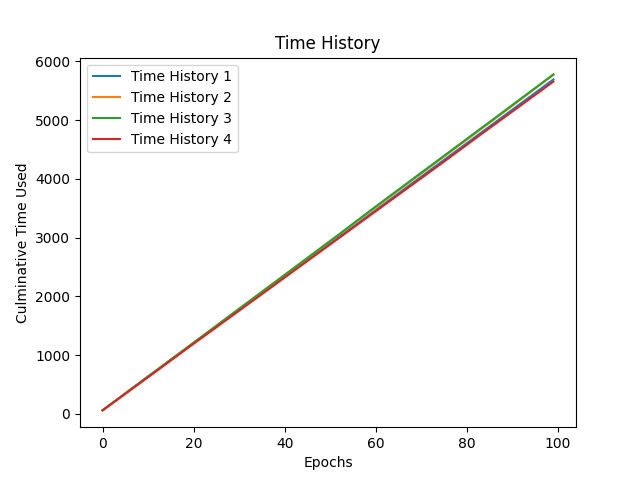 Time History
6000
5000
4000
3000
2000
1000
0
Culminative Time Used
Time History 1
Time History 2
Time History 3
Time History 4
0 20 40 60 80 100
Epochs